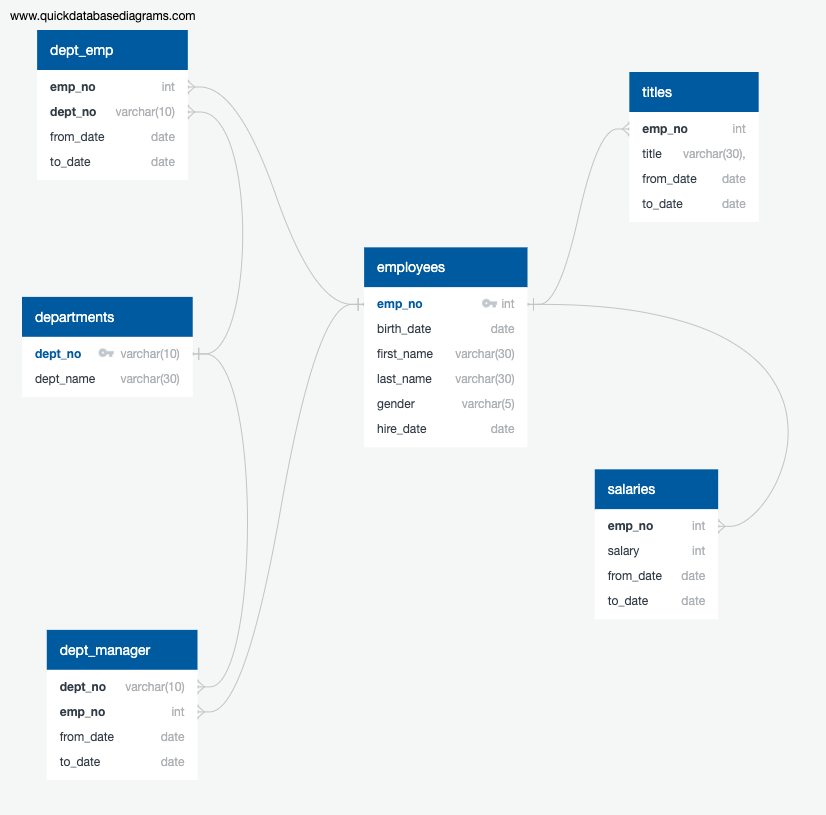 www.quickdatabasediagrams.com
dept_emp
emp_no int
dept_no varchar(10)
from_date date
to_date date
titles
emp_no int
title varchar(30),
from_date date
to_date date
employees
emp_no int
birth_date date
first_name varchar(30)
last_name varchar(30)
gender varchar(5)
hire_date date
departments
dept_no varchar(10)
dept_name varchar(30)
salaries
emp_no int
salary int
from_date date
to_date date
dept_manager
dept_no varchar(10)
emp_no int
from_date date
to_date date